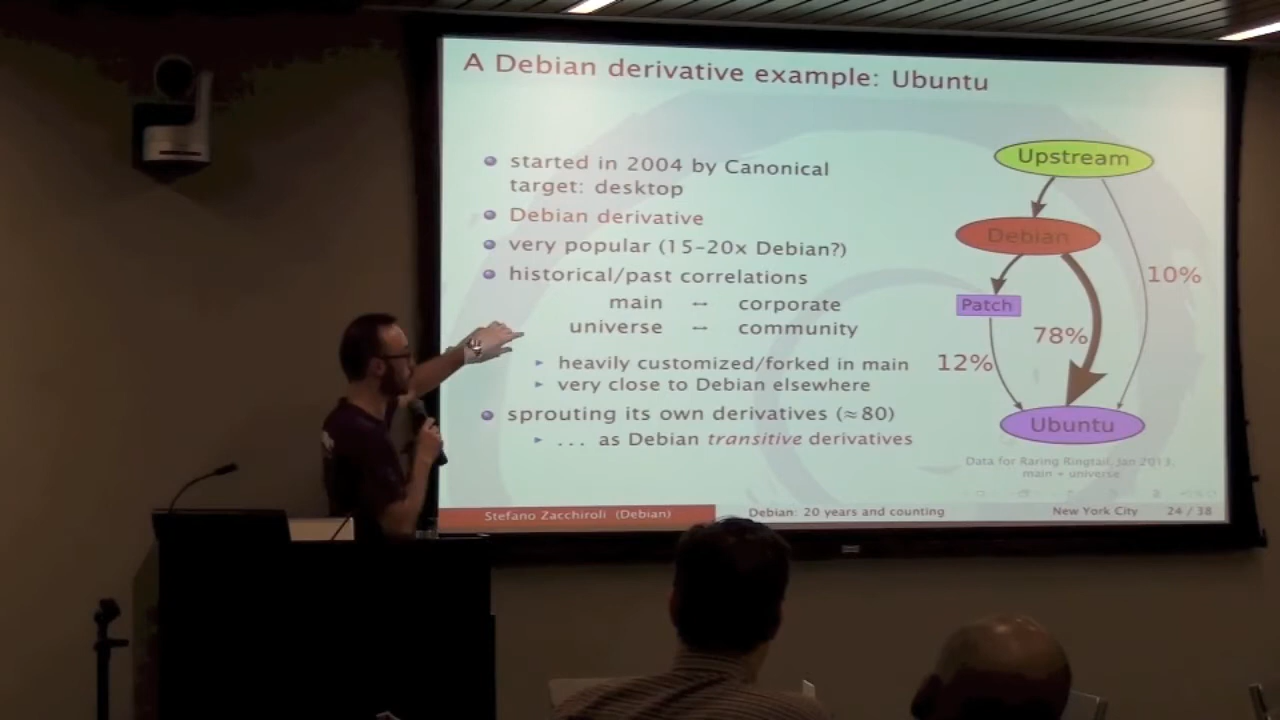 A Debian derivative example: Ubuntu
started in 2004 by Canonical
target: desktop
Debian derivative
very popular (15–20x Debian?)
historical/past correlations
main ↔ corporate
universe ↔ community
heavily customized/forked in main
very close to Debian elsewhere
sprouting its own derivatives (≈80)
... as Debian transitive derivatives
Upstream
Debian
10%
Patch
78%
12%
Ubuntu
Data for Raring Ringtail, Jan 2013,
main + universe
Stefano Zacchiroli (Debian) Debian: 20 years and counting New York City 24 / 38